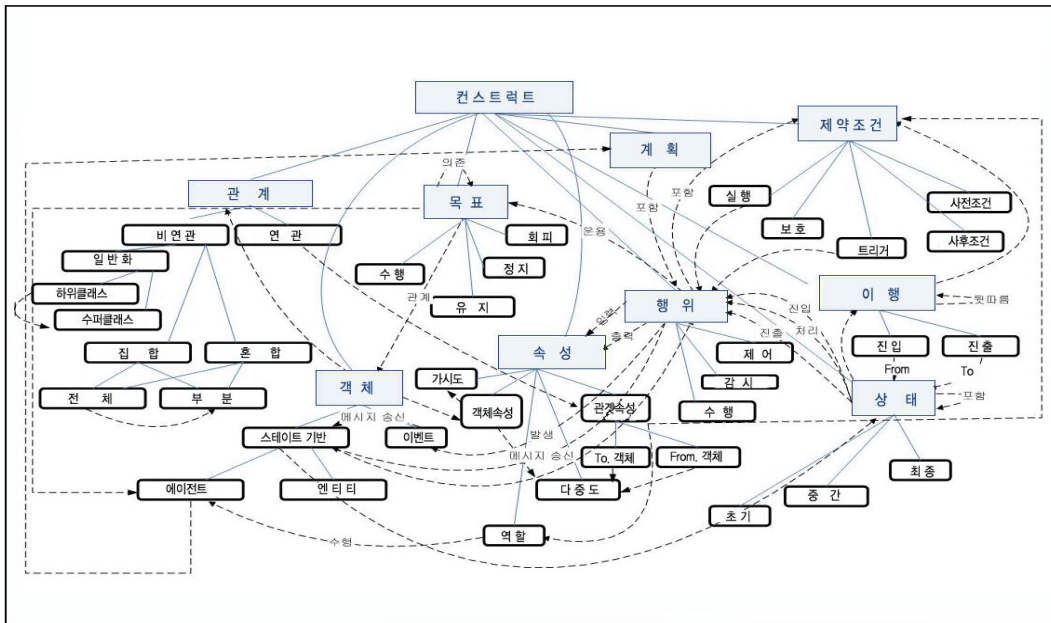 컨스트럭트
제약조건
계획
의존
관계
목표
포함
포함
실행
사전조건
보호
비연관
연관
회피
운용
트리거
사후조건
일반화
수행
정지
하위클래스
관계
유지
행위
이행
뒷따름
수퍼클래스
입력
진입
출력
진출
처리
집합
혼합
속성
제어
진입
진출
객체
가시도
감시
From
To
전체
부분
객체속성
관계속성
수행
상태
포함
메시지 송신
스테이트 기반
이벤트
발생
메시지 송신
To. 객체
From. 객체
최종
에이전트
엔티티
다중도
중간
초기
수행
역할